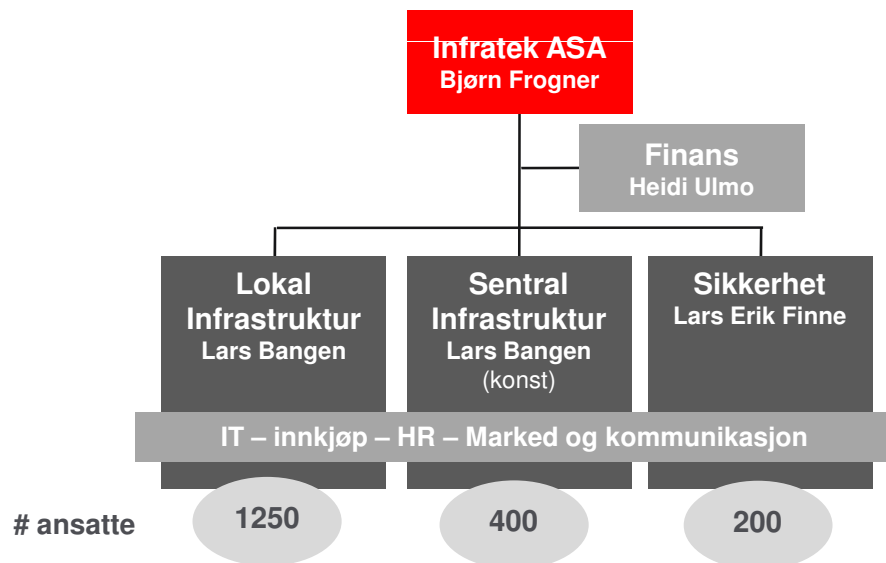 Infratek ASA
Bjørn Frogner
Finans
Heidi Ulmo
Lokal
Infrastruktur
Lars Bangen
Sentral
Infrastruktur
Lars Bangen
(konst)
Sikkerhet
Lars Erik Finne
IT – innkjøp – HR – Marked og kommunikasjon
# ansatte
1250
400
200